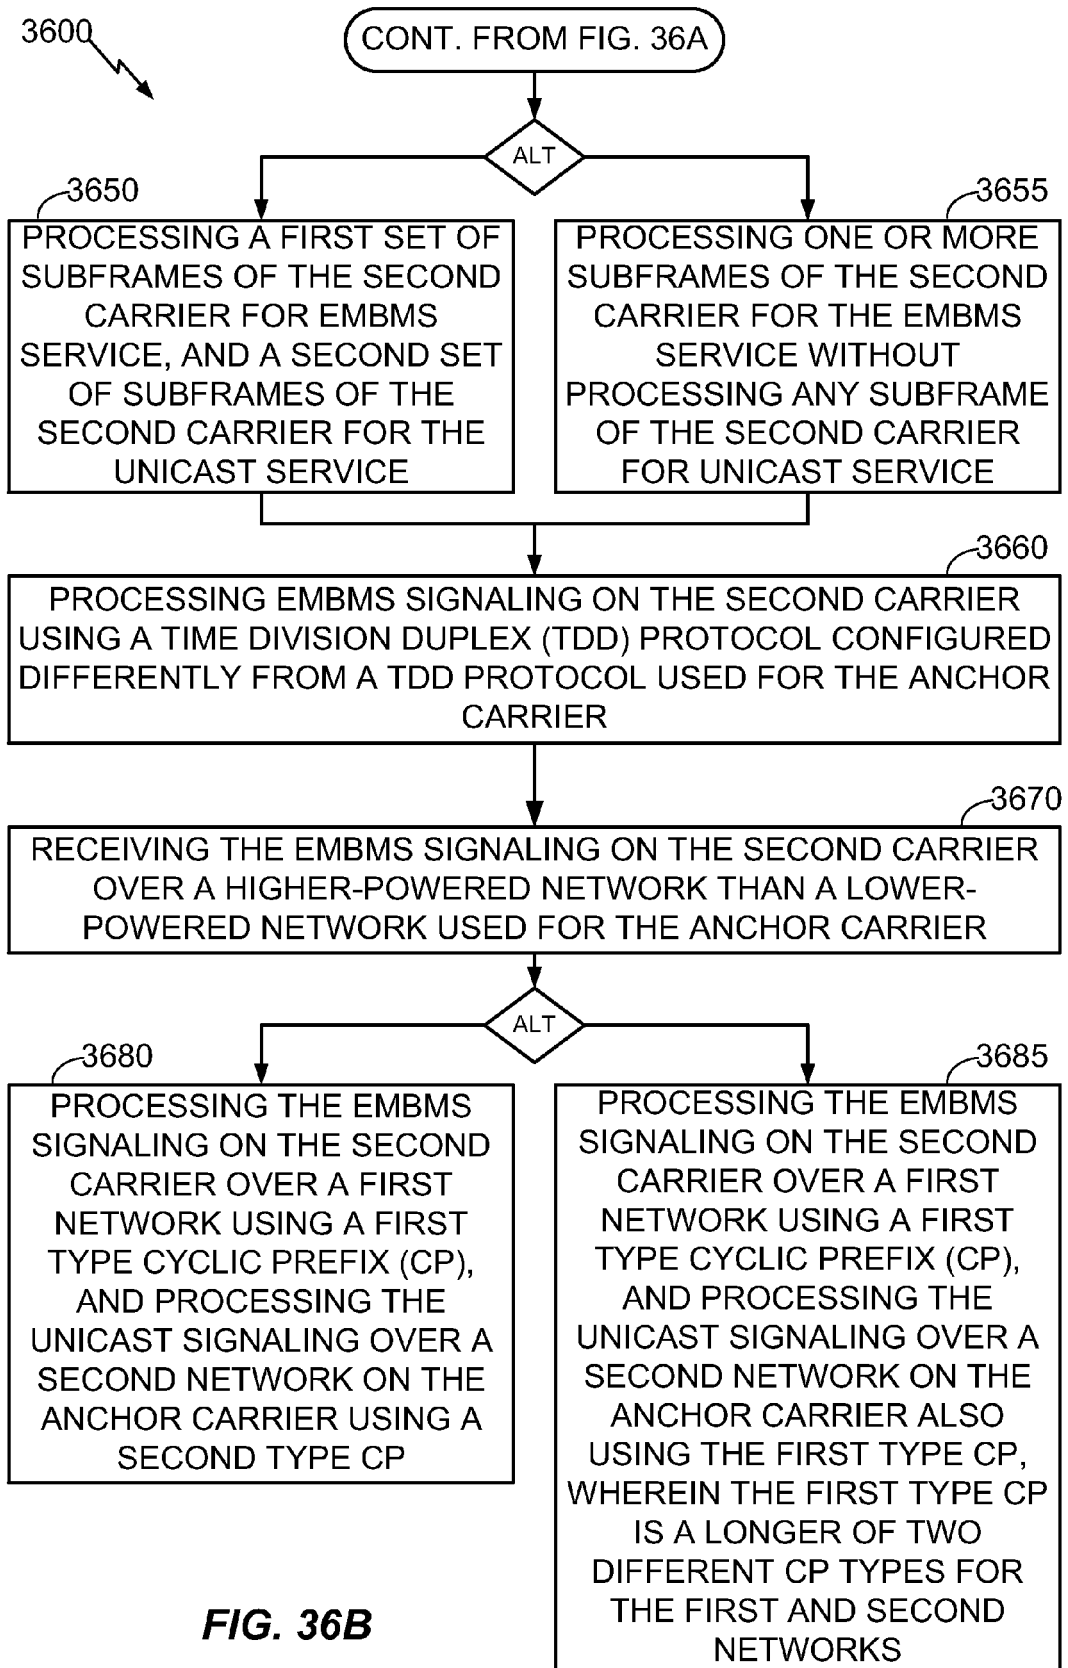 3600
CONT. FROM FIG. 36A
ALT
3650
PROCESSING A FIRST SET OF
SUBFRAMES OF THE SECOND
CARRIER FOR EMBMS
SERVICE, AND A SECOND SET
OF SUBFRAMES OF THE
SECOND CARRIER FOR THE
UNICAST SERVICE
3655
PROCESSING ONE OR MORE
SUBFRAMES OF THE SECOND
CARRIER FOR THE EMBMS
SERVICE WITHOUT
PROCESSING ANY SUBFRAME
OF THE SECOND CARRIER
FOR UNICAST SERVICE
3660
PROCESSING EMBMS SIGNALING ON THE SECOND CARRIER
USING A TIME DIVISION DUPLEX (TDD) PROTOCOL CONFIGURED
DIFFERENTLY FROM A TDD PROTOCOL USED FOR THE ANCHOR
CARRIER
3670
RECEIVING THE EMBMS SIGNALING ON THE SECOND CARRIER
OVER A HIGHER-POWERED NETWORK THAN A LOWER-
POWERED NETWORK USED FOR THE ANCHOR CARRIER
ALT
3680
PROCESSING THE EMBMS
SIGNALING ON THE SECOND
CARRIER OVER A FIRST
NETWORK USING A FIRST
TYPE CYCLIC PREFIX (CP),
AND PROCESSING THE
UNICAST SIGNALING OVER A
SECOND NETWORK ON THE
ANCHOR CARRIER USING A
SECOND TYPE CP
3685
PROCESSING THE EMBMS
SIGNALING ON THE SECOND
CARRIER OVER A FIRST
NETWORK USING A FIRST
TYPE CYCLIC PREFIX (CP),
AND PROCESSING THE
UNICAST SIGNALING OVER A
SECOND NETWORK ON THE
ANCHOR CARRIER ALSO
USING THE FIRST TYPE CP,
WHEREIN THE FIRST TYPE CP
IS A LONGER OF TWO
DIFFERENT CP TYPES FOR
THE FIRST AND SECOND
NETWORKS
FIG. 36B